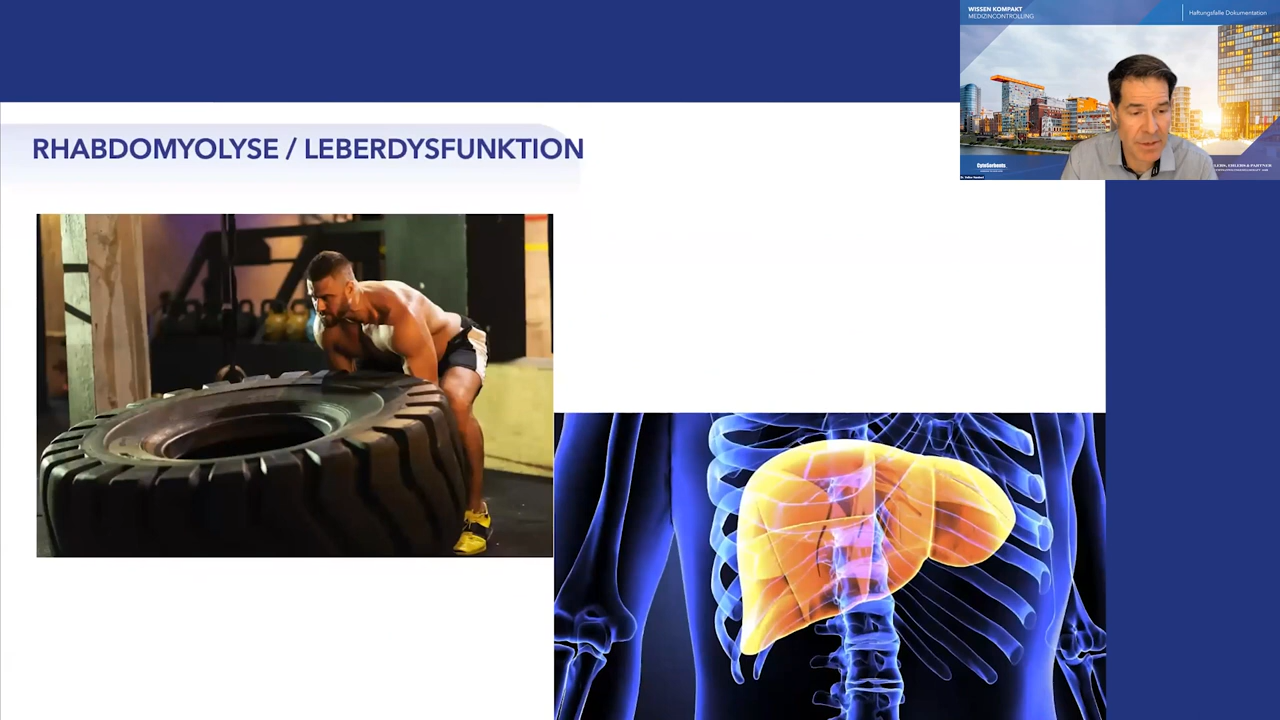 WISSEN KOMPAKT
MEDIZINCONTROLLING
Haftungsfalle Dokumentation
RHABDOMYOLYSE / LEBERDYSFUNKTION